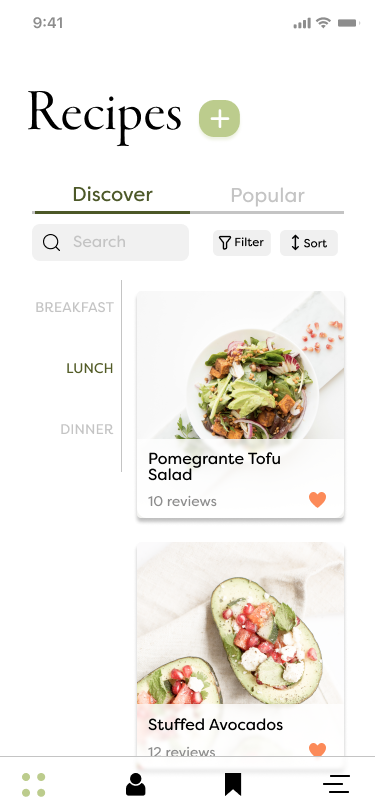 9:41
Recipes
Discover
Popular
Search
Filter
Sort
BREAKFAST
LUNCH
DINNER
Pomegrante Tofu
Salad
10 reviews
Stuffed Avocados
12 reviews